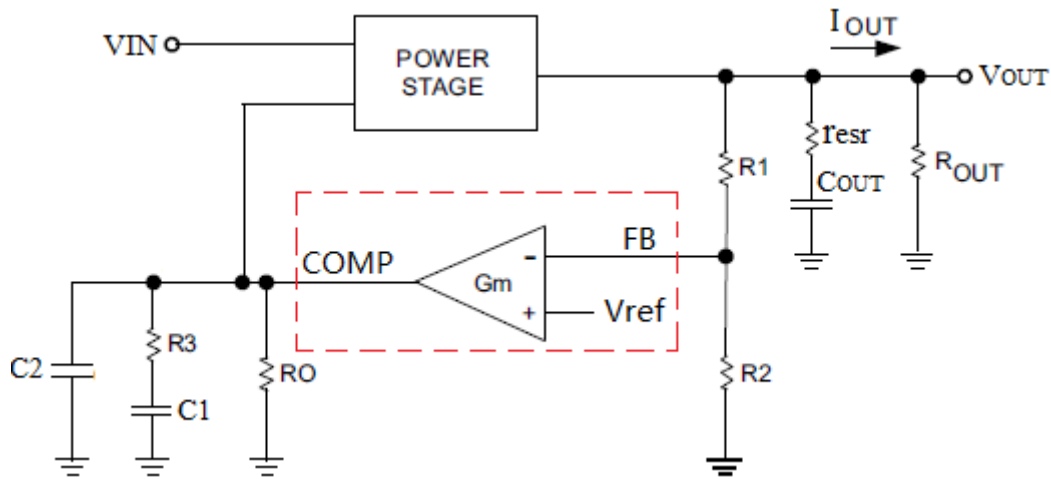 IOUT
VIN
POWER
STAGE
VOUT
resr
R1
COUT
ROUT
FB
COMP
-
Gm
+
Vref
R3
C2
RO
R2
C1